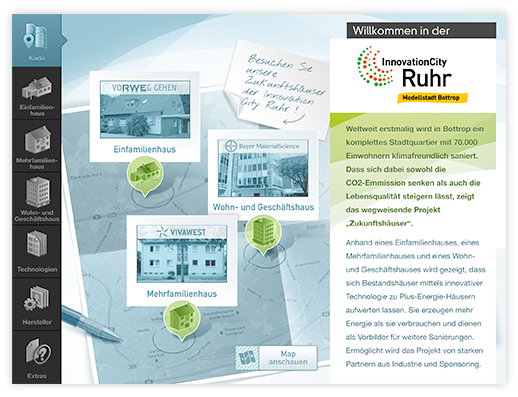 Karte
Einfamilien-
haus
Mehrfamilien-
haus
Wohn- und
Geschäftshaus
Technologien
Hersteller
Extras
VORWEG GEHEN
Einfamilienhaus
Besuchen Sie
unsere
Zukunftshäuser
der Innovation
City Ruhr !
Bayer MaterialScience
Wohn- und Geschäftshaus
VIVAWEST
Mehrfamilienhaus
Map
anschauen
Willkommen in der
InnovationCity
Ruhr
Modellstadt Bottrop
Weltweit erstmalig wird in Bottrop ein
komplettes Stadtquartier mit 70.000
Einwohnern klimafreundlich saniert.
Dass sich dabei sowohl die
CO2-Emmission senken als auch die
Lebensqualität steigern lässt, zeigt
das wegweisende Projekt
„Zukunftshäuser“.
Anhand eines Einfamilienhauses, eines
Mehrfamilienhauses und eines Wohn-
und Geschäftshauses wird gezeigt, dass
sich Bestandshäuser mittels innovativer
Technologie zu Plus-Energie-Häusern
aufwerten lassen. Sie erzeugen mehr
Energie als sie verbrauchen und dienen
als Vorbilder für weitere Sanierungen.
Ermöglicht wird das Projekt von starken
Partnern aus Industrie und Sponsoring.